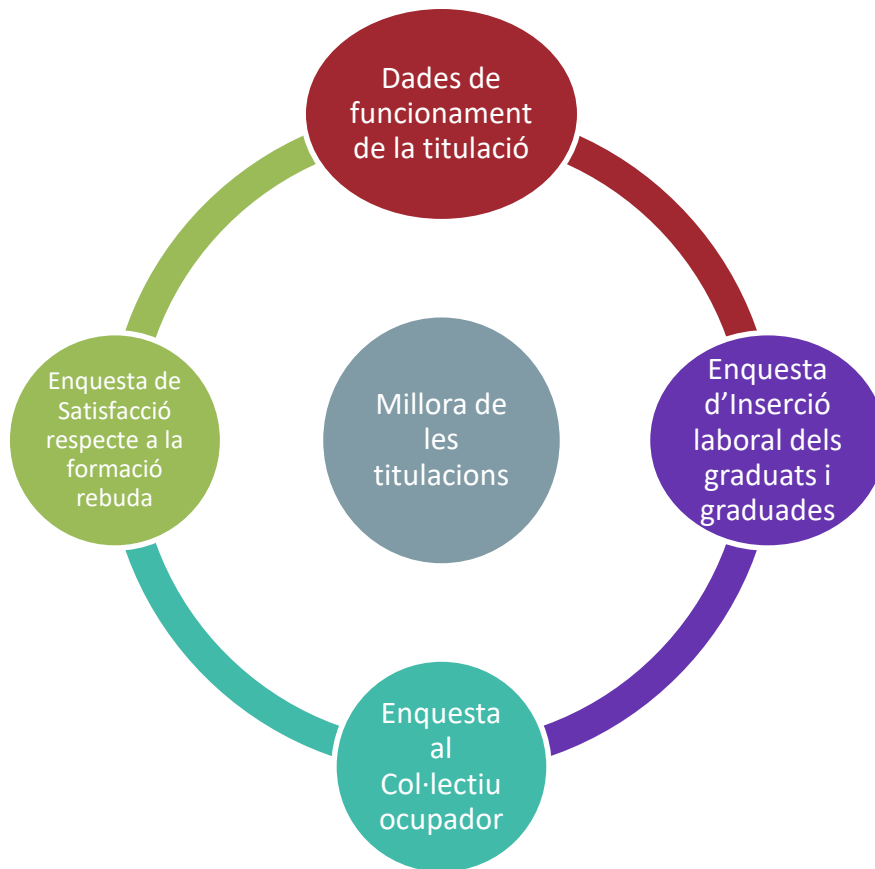 Dades de
funcionament
de la titulació
Enquesta
d’Inserció
laboral dels
graduats i
graduades
Enquesta
al
Col·lectiu
ocupador
Enquesta de
Satisfacció
respecte a la
formació
rebuda
Millora de
les
titulacions